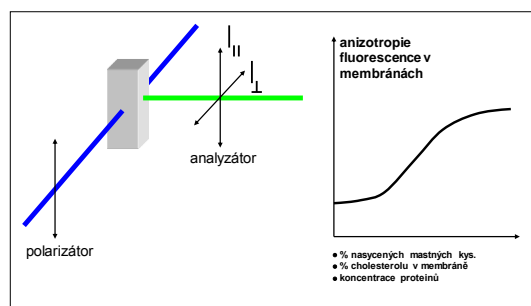 I||
I⊥
analyzátor
polarizátor
anizotropie
fluorescence v
membránách
• % nasycených mastných kys.
• % cholesterolu v membráně
• koncentrace proteinů